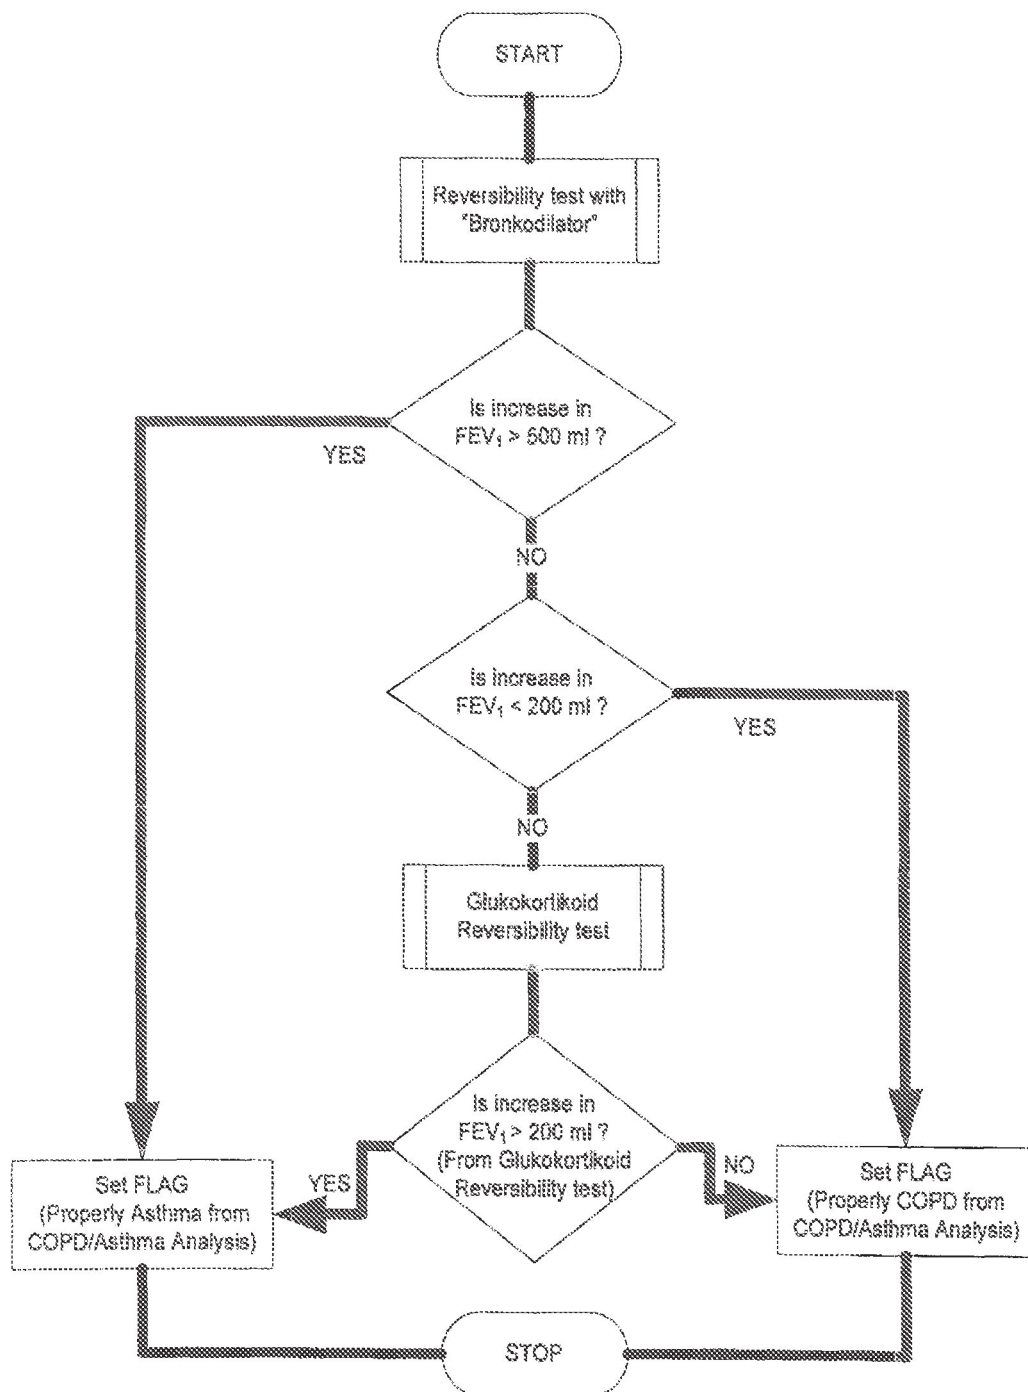 START
Reversibility test with
"Bronkodilator"
Is increase in
FEV₁ > 500 ml ?
YES
NO
Is increase in
FEV₁ < 200 ml ?
YES
NO
Glukokortikoid
Reversibility test
Is increase in
FEV₁ > 200 ml ?
(From Glukokortikoid
Reversibility test)
YES
NO
Set FLAG
(Properly Asthma from
COPD/Asthma Analysis)
Set FLAG
(Properly COPD from
COPD/Asthma Analysis)
STOP